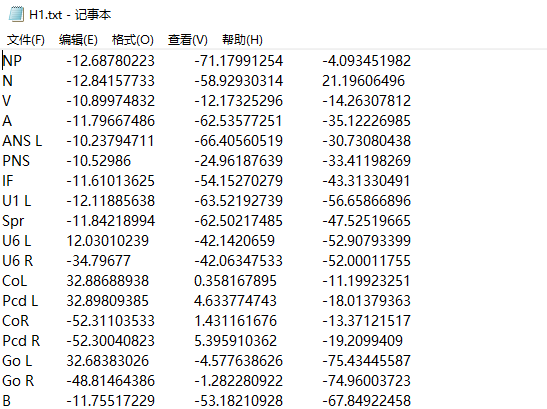 H1.txt - 记事本
文件(F) 编辑(E) 格式(O) 查看(V) 帮助(H)
NP -12.68780223 -71.17991254 -4.093451982
N -12.84157733 -58.92930314 21.19606496
V -10.89974832 -12.17325296 -14.26307812
A -11.79667486 -62.53577251 -35.12226985
ANS L -10.23794711 -66.40560519 -30.73080438
PNS -10.52986 -24.96187639 -33.41198269
IF -11.61013625 -54.15270279 -43.31330491
U1 L -12.11885638 -63.52192739 -56.65866896
Spr -11.84218994 -62.50217485 -47.52519665
U6 L 12.03010239 -42.1420659 -52.90793399
U6 R -34.79677 -42.06347533 -52.00011755
CoL 32.88688938 0.358167895 -11.19923251
Pcd L 32.89809385 4.633774743 -18.01379363
CoR -52.31103533 1.431161676 -13.37121517
Pcd R -52.30040823 5.395910362 -19.2099409
Go L 32.68383026 -4.577638626 -75.43445587
Go R -48.81464386 -1.282280922 -74.96003723
B -11.75517229 -53.18210928 -67.84922458